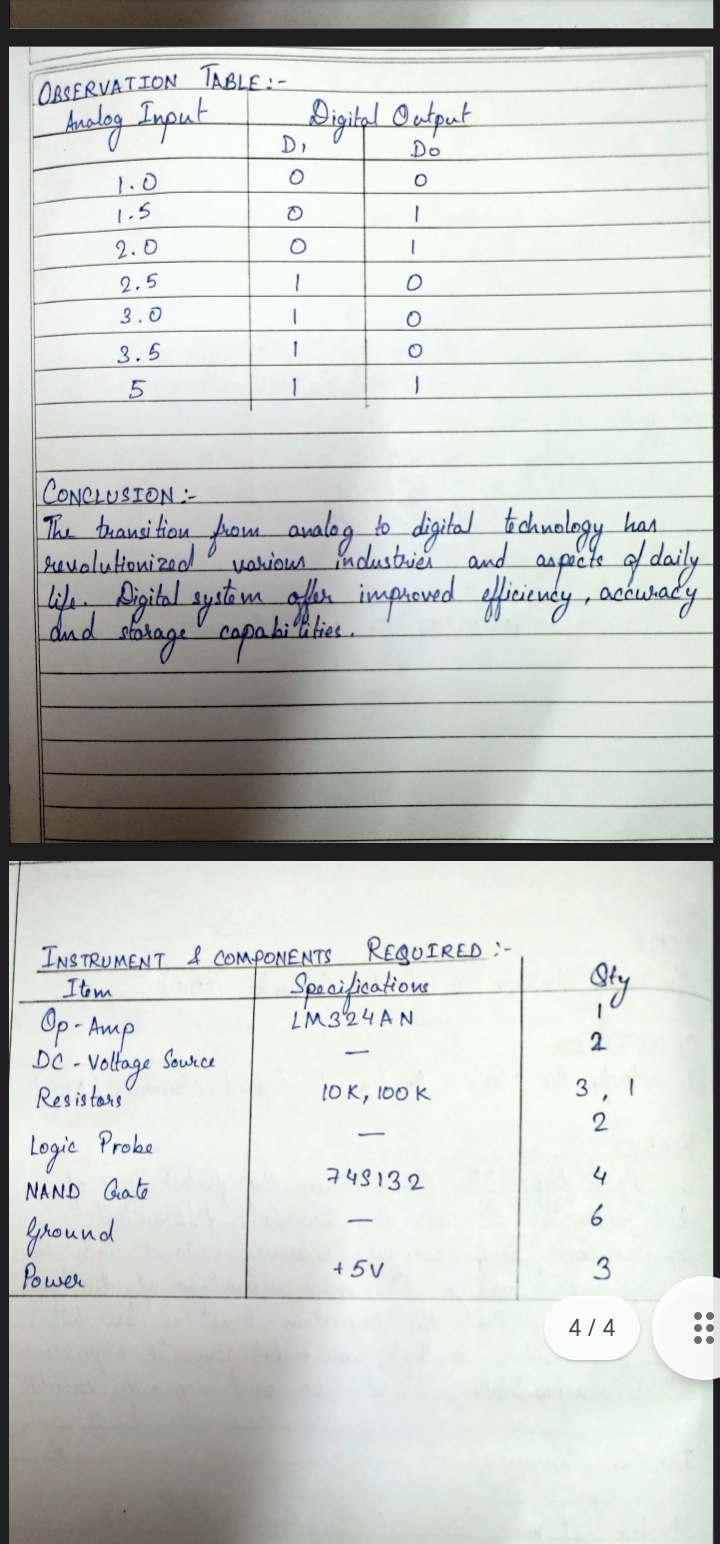 OBSERVATION TABLE:-
Analog Input Digital Output
D1 D0
1.0 0 0
1.5 0 1
2.0 0 1
2.5 1 0
3.0 1 0
3.5 1 0
5 1 1
CONCLUSION:-
The transition from analog to digital technology has
revolutionized various industries and aspects of daily
life. Digital system offer improved efficiency, accuracy
and storage capabilities.
INSTRUMENT & COMPONENTS REQUIRED:-
Item Specifications Qty
Op-Amp LM324AN 1
DC-Voltage Source — 2
Resistors 10K, 100K 3, 1
Logic Probe — 2
NAND Gate 74S132 4
Ground — 6
Power +5V 3
4 / 4